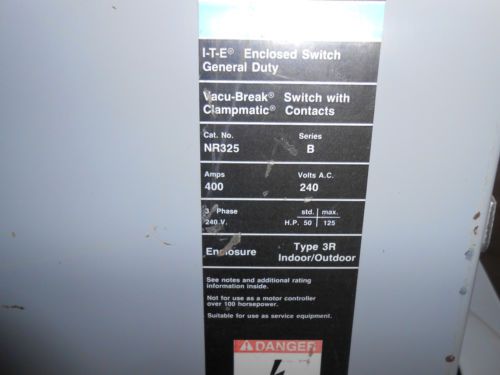 I-T-E® Enclosed Switch
General Duty
Vacu-Break® Switch with
Clampmatic® Contacts
Cat. No. Series
NR325 B
Amps Volts A.C.
400 240
3 Phase std. max.
240 V. H.P. 50 125
Enclosure Type 3R
Indoor/Outdoor
See notes and additional rating
information inside.
Not for use as a motor controller
over 100 horsepower.
Suitable for use as service equipment.
DANGER